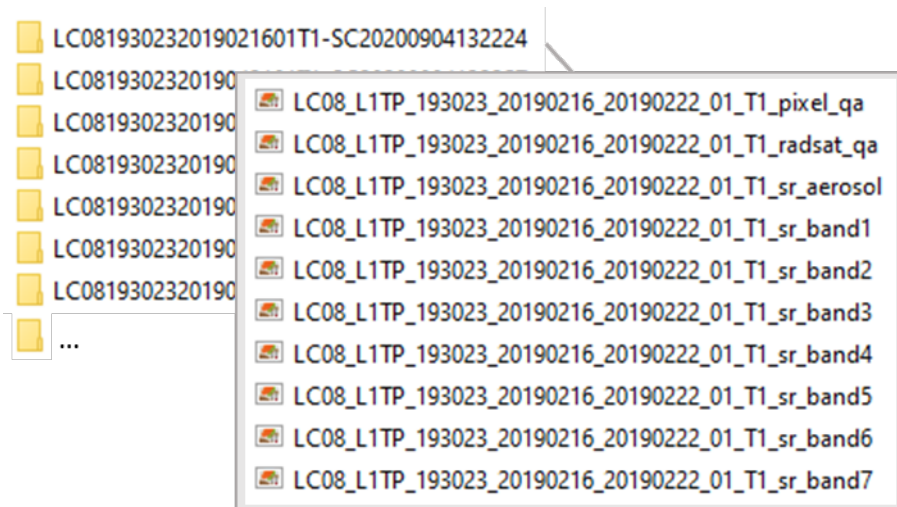 LC081930232019021601T1-SC20200904132224
LC0819302320190
LC0819302320190
LC0819302320190
LC0819302320190
LC0819302320190
LC0819302320190
...
LC08_L1TP_193023_20190216_20190222_01_T1_pixel_qa
LC08_L1TP_193023_20190216_20190222_01_T1_radsat_qa
LC08_L1TP_193023_20190216_20190222_01_T1_sr_aerosol
LC08_L1TP_193023_20190216_20190222_01_T1_sr_band1
LC08_L1TP_193023_20190216_20190222_01_T1_sr_band2
LC08_L1TP_193023_20190216_20190222_01_T1_sr_band3
LC08_L1TP_193023_20190216_20190222_01_T1_sr_band4
LC08_L1TP_193023_20190216_20190222_01_T1_sr_band5
LC08_L1TP_193023_20190216_20190222_01_T1_sr_band6
LC08_L1TP_193023_20190216_20190222_01_T1_sr_band7